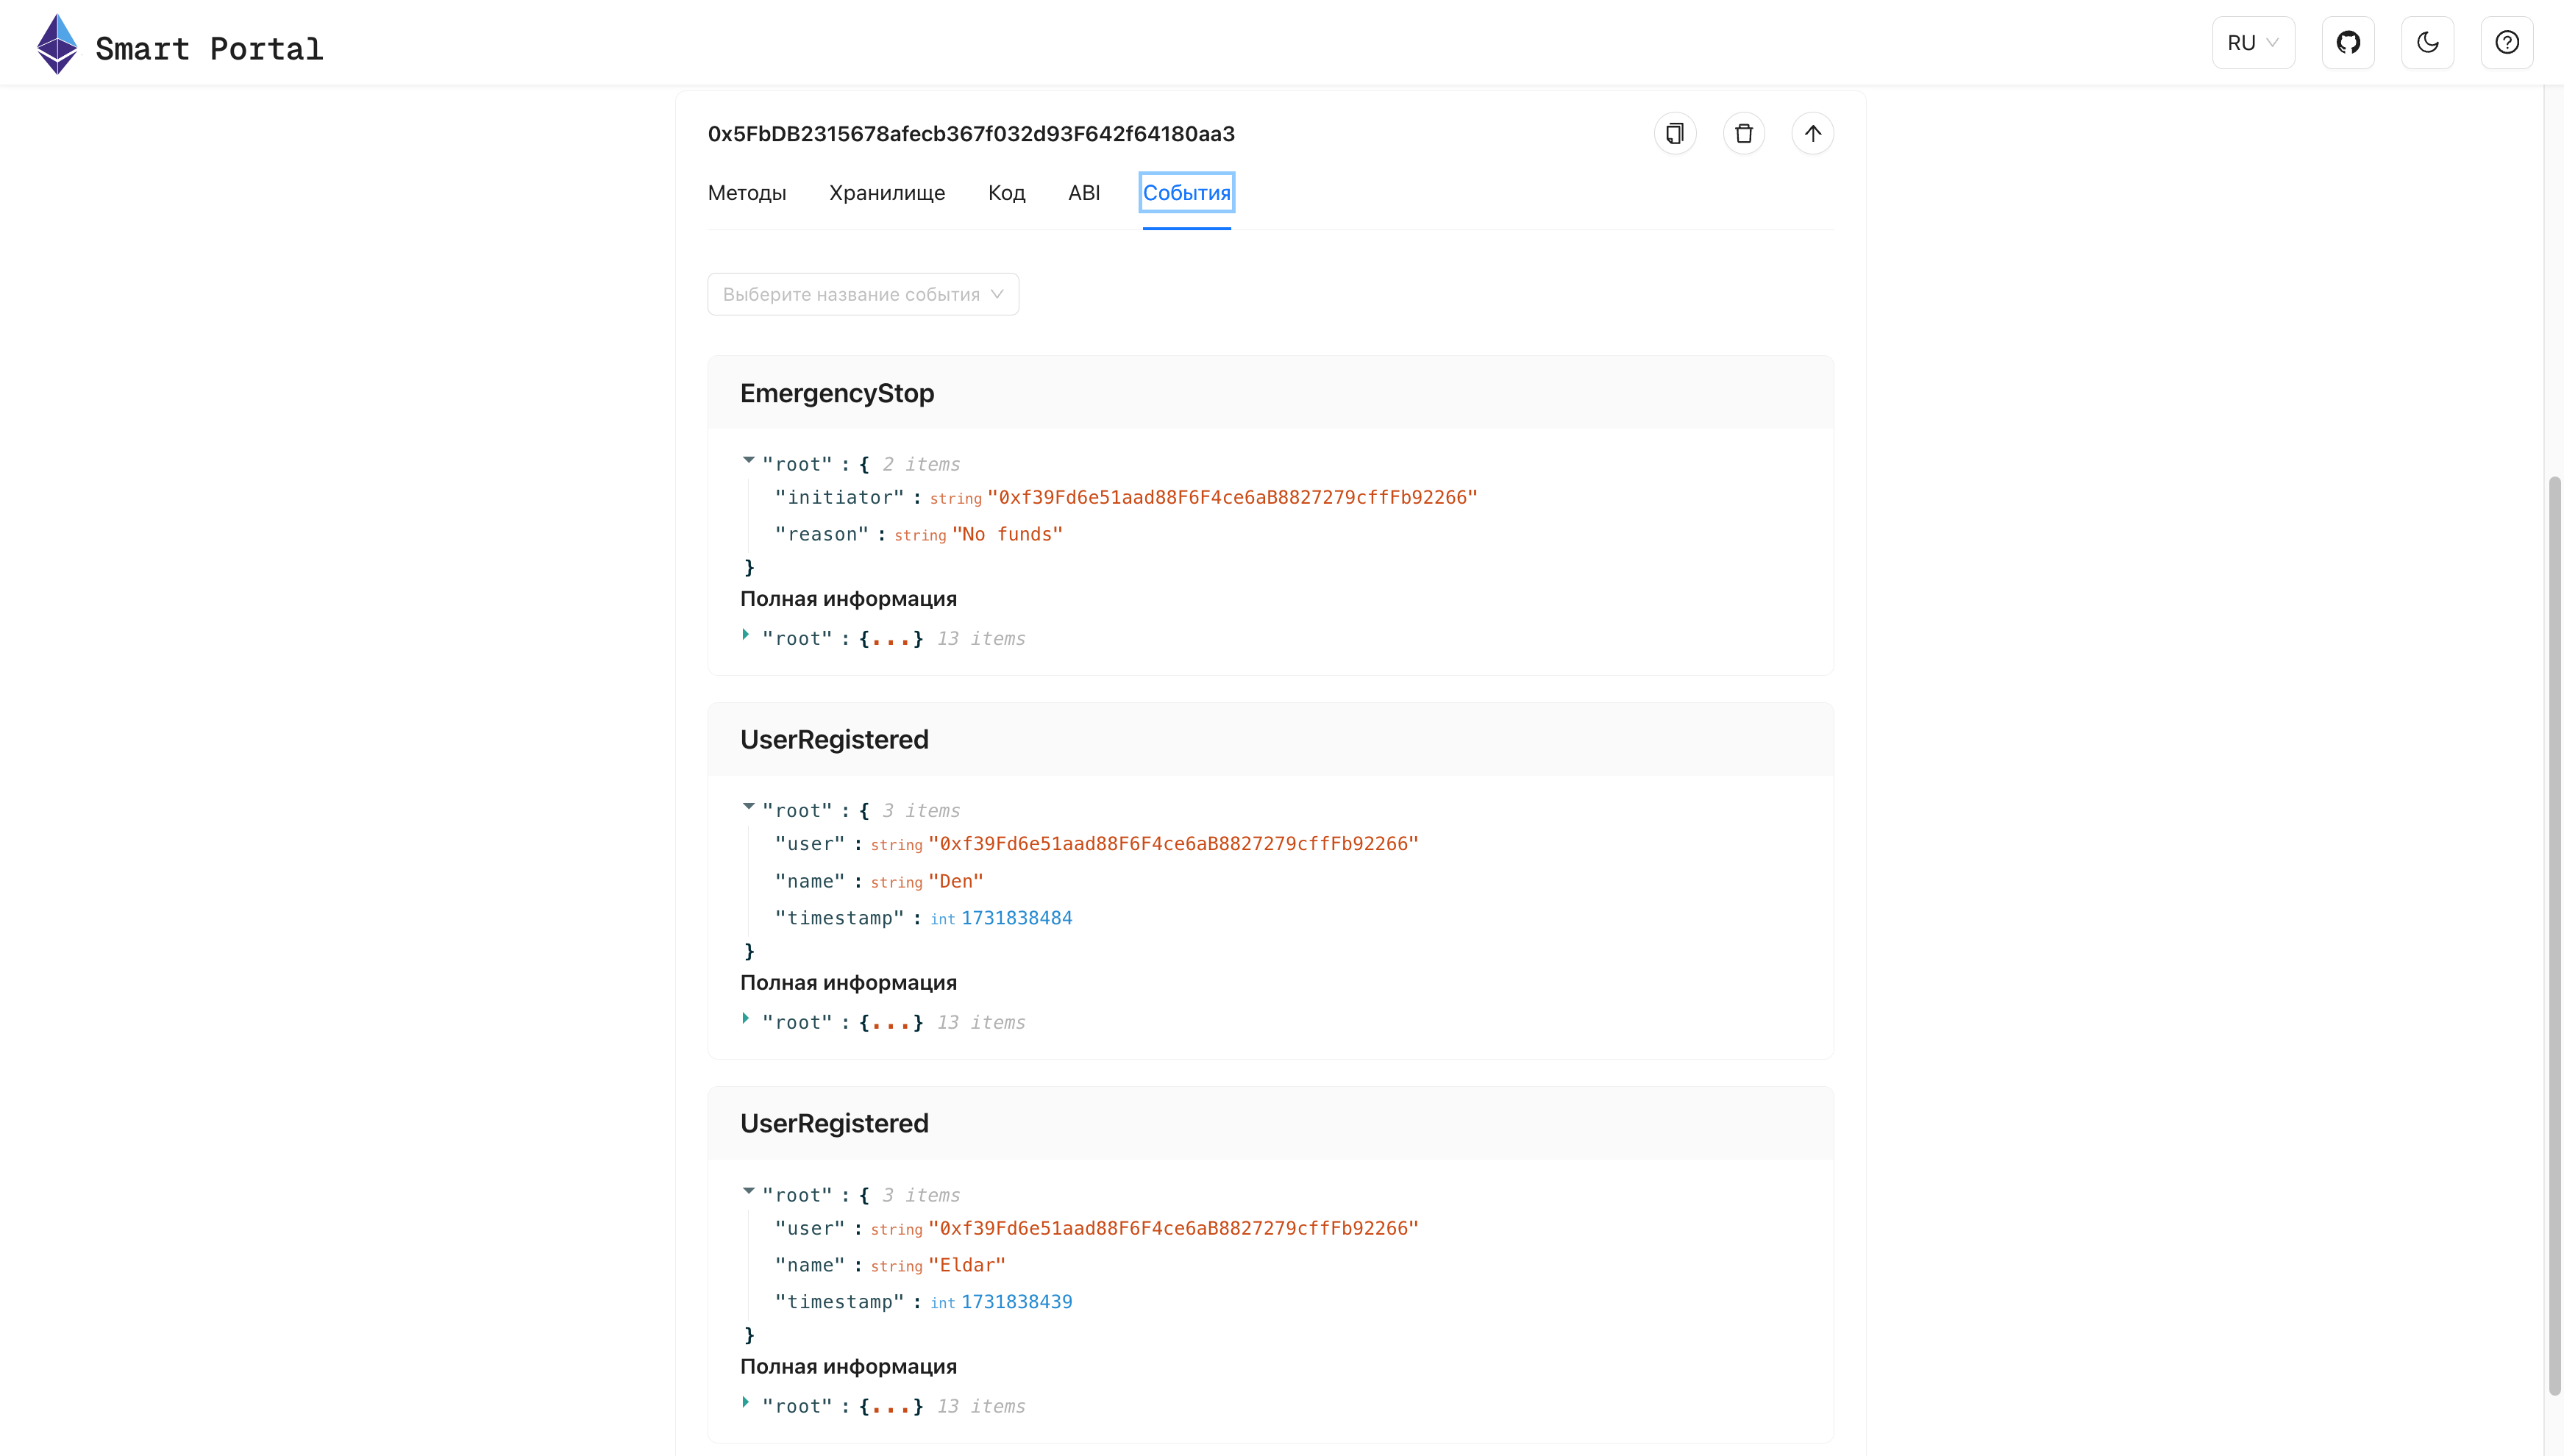 Smart Portal
RU
0x5FbDB2315678afecb367f032d93F642f64180aa3
Методы Хранилище Код ABI События
Выберите название события
EmergencyStop
"root" : { 2 items
"initiator" : string "0xf39Fd6e51aad88F6F4ce6aB8827279cffFb92266"
"reason" : string "No funds"
}
Полная информация
"root" : {...} 13 items
UserRegistered
"root" : { 3 items
"user" : string "0xf39Fd6e51aad88F6F4ce6aB8827279cffFb92266"
"name" : string "Den"
"timestamp" : int 1731838484
}
Полная информация
"root" : {...} 13 items
UserRegistered
"root" : { 3 items
"user" : string "0xf39Fd6e51aad88F6F4ce6aB8827279cffFb92266"
"name" : string "Eldar"
"timestamp" : int 1731838439
}
Полная информация
"root" : {...} 13 items